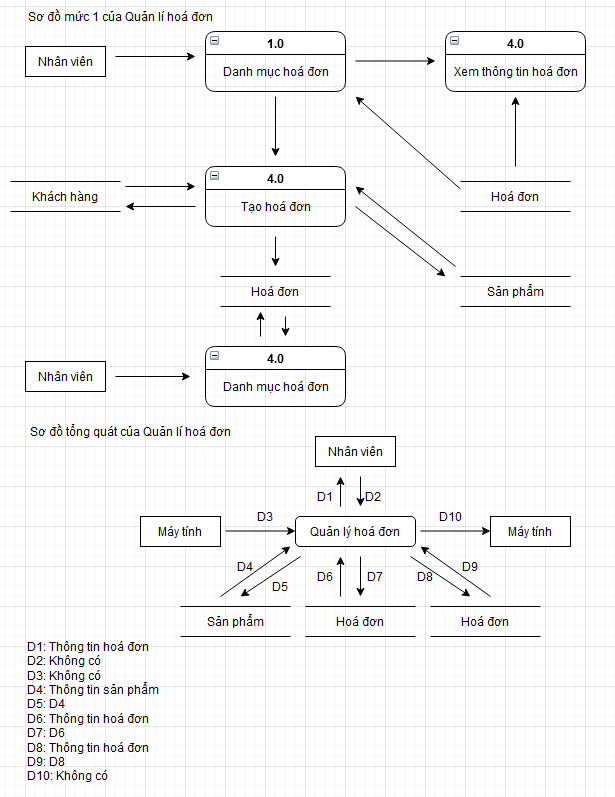 Sơ đồ mức 1 của Quản lí hoá đơn
Nhân viên
1.0
Danh mục hoá đơn
4.0
Xem thông tin hoá đơn
Khách hàng
4.0
Tạo hoá đơn
Hoá đơn
Hoá đơn
Sản phẩm
Nhân viên
4.0
Danh mục hoá đơn
Sơ đồ tổng quát của Quản lí hoá đơn
Nhân viên
D1
D2
Máy tính
D3
Quản lý hoá đơn
D10
Máy tính
D4
D5
D6
D7
D8
D9
Sản phẩm
Hoá đơn
Hoá đơn
D1: Thông tin hoá đơn
D2: Không có
D3: Không có
D4: Thông tin sản phẩm
D5: D4
D6: Thông tin hoá đơn
D7: D6
D8: Thông tin hoá đơn
D9: D8
D10: Không có